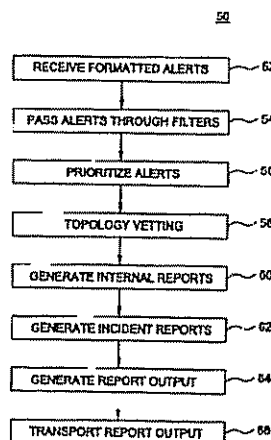 50
RECEIVE FORMATTED ALERTS 52
PASS ALERTS THROUGH FILTERS 54
PRIORITIZE ALERTS 56
TOPOLOGY VETTING 58
GENERATE INTERNAL REPORTS 60
GENERATE INCIDENT REPORTS 62
GENERATE REPORT OUTPUT 64
TRANSPORT REPORT OUTPUT 66